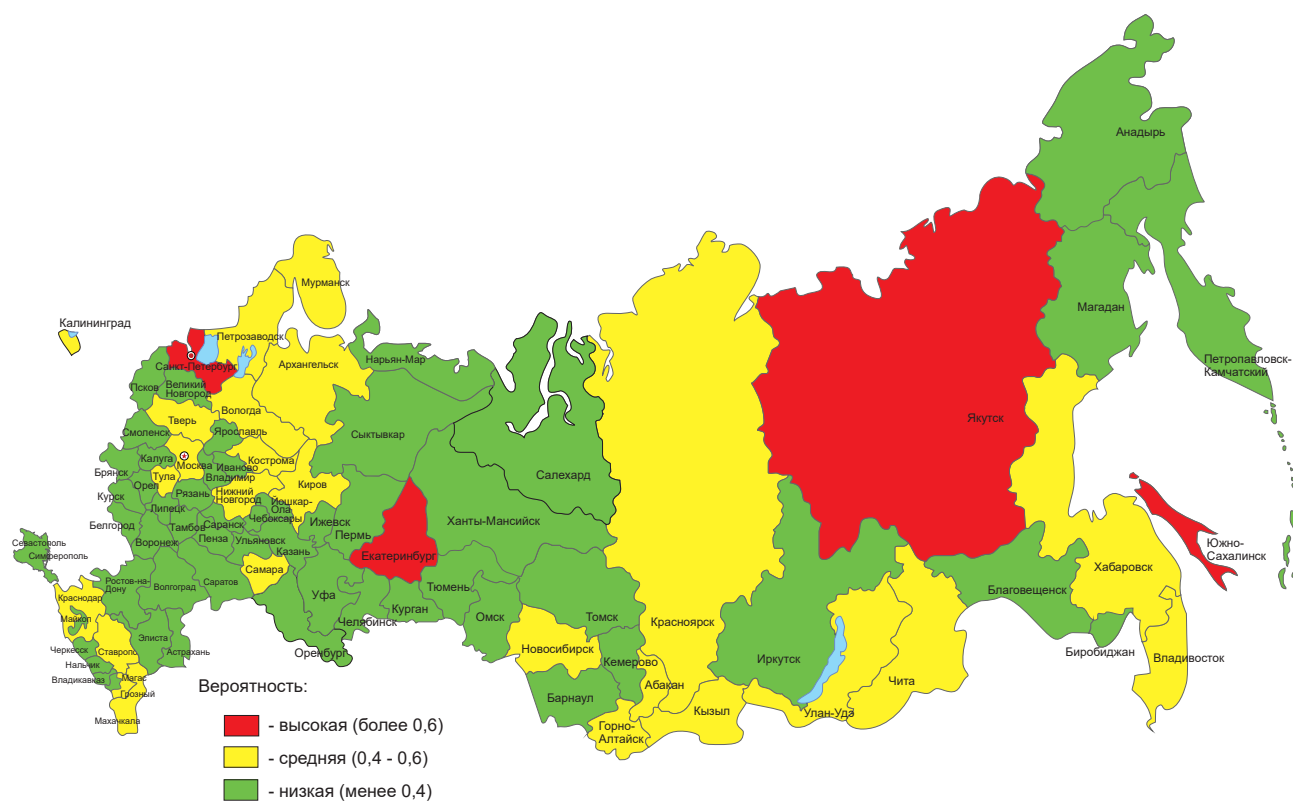 Анадырь
Мурманск
Магадан
Калининград
Петрозаводск
Петропавловск-
Камчатский
Нарьян-Мар
Архангельск
Санкт-Петербург
Псков
Великий
Новгород
Вологда
Якутск
Тверь
Смоленск
Ярославль
Сыктывкар
Калуга
Москва
Иваново
Кострома
Брянск
Тула
Владимир
Салехард
Орел
Рязань
Нижний
Новгород
Киров
Курск
Йошкар-
Ола
Липецк
Чебоксары
Ижевск
Ханты-Мансийск
Белгород
Тамбов
Саранск
Пермь
Воронеж
Пенза
Ульяновск
Казань
Екатеринбург
Севастополь
Симферополь
Южно-
Сахалинск
Самара
Хабаровск
Ростов-на-
Дону
Волгоград
Саратов
Уфа
Тюмень
Благовещенск
Краснодар
Курган
Майкоп
Челябинск
Омск
Томск
Красноярск
Элиста
Оренбург
Новосибирск
Черкесск
Ставрополь
Астрахань
Кемерово
Иркутск
Биробиджан
Владивосток
Нальчик
Владикавказ
Магас
Грозный
Абакан
Чита
Барнаул
Кызыл
Улан-Удэ
Махачкала
Горно-
Алтайск
Вероятность:
- высокая (более 0,6)
- средняя (0,4 - 0,6)
- низкая (менее 0,4)